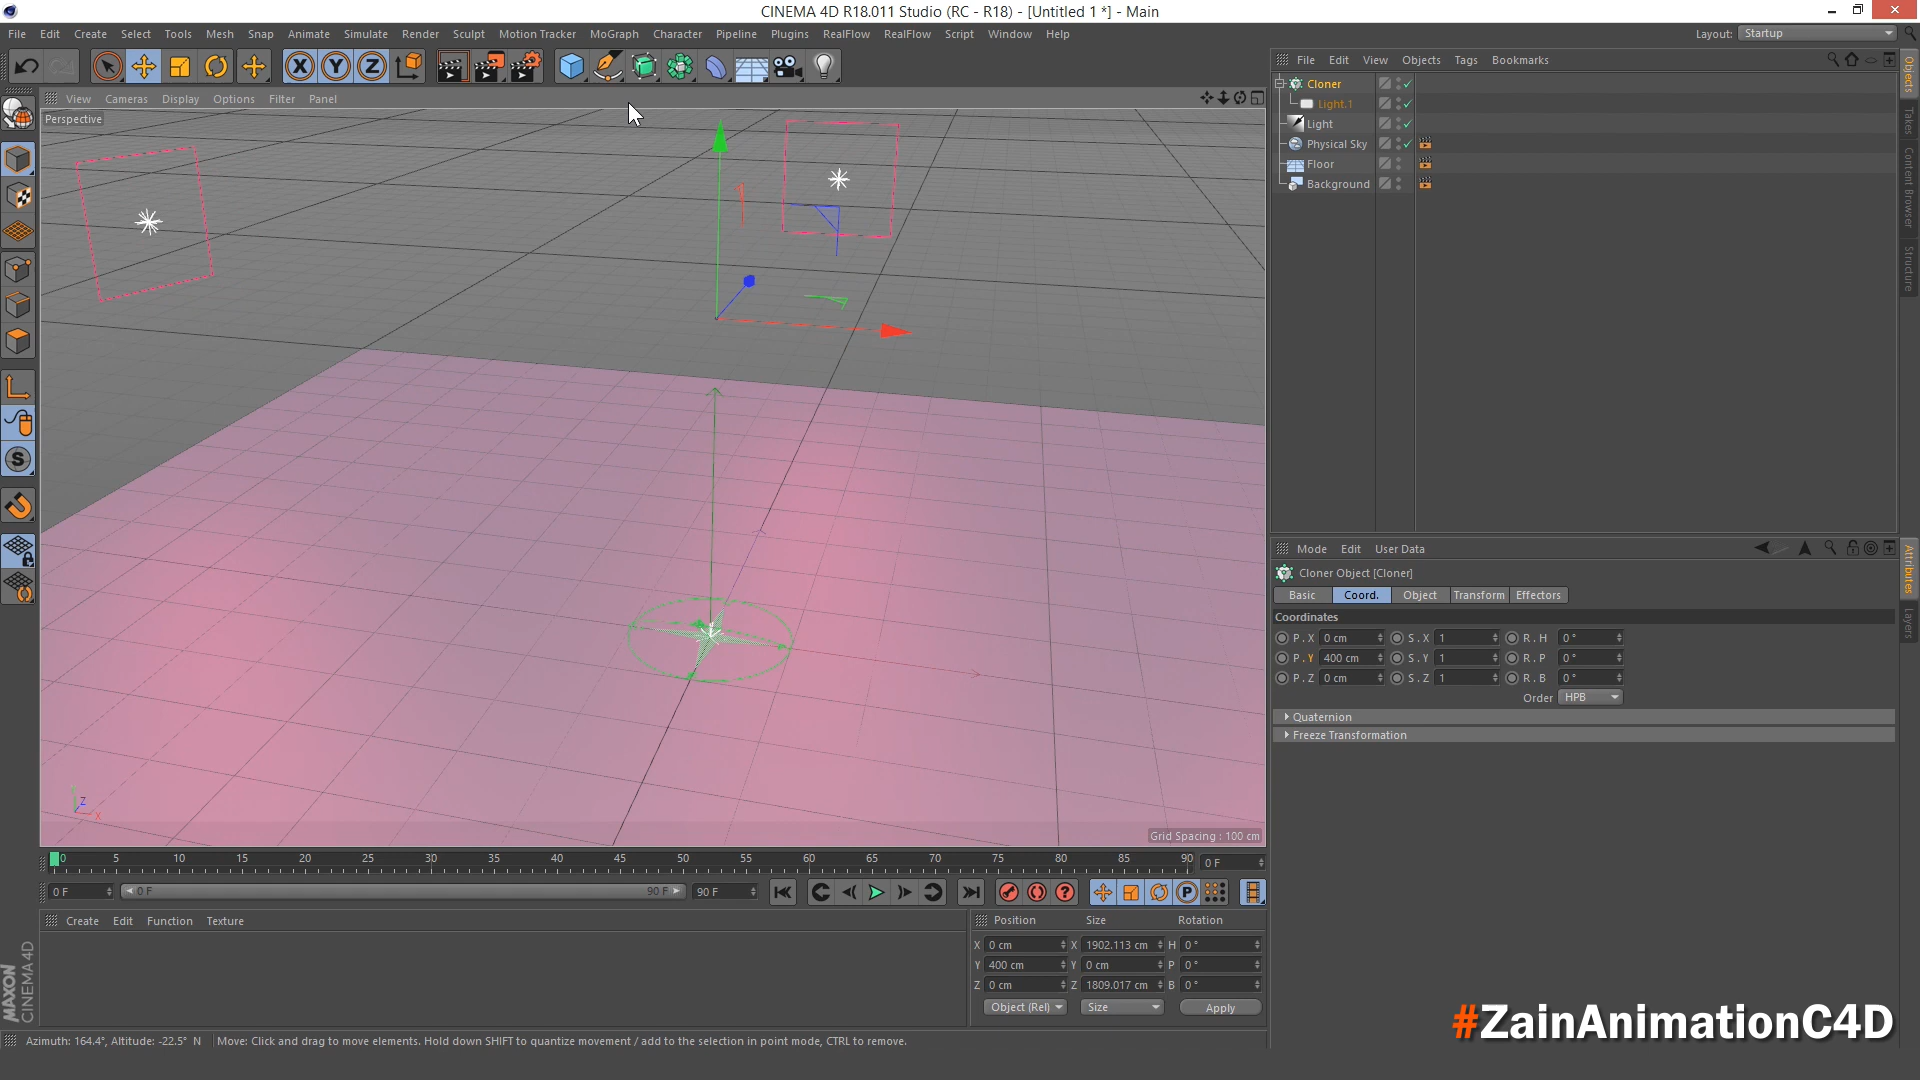 CINEMA 4D R18.011 Studio (RC - R18) - [Untitled 1 *] - Main
File Edit Create Select Tools Mesh Snap Animate Simulate Render Sculpt Motion Tracker MoGraph Character Pipeline Plugins RealFlow RealFlow Script Window Help
Layout: Startup
X Y Z
File Edit View Objects Tags Bookmarks
View Cameras Display Options Filter Panel
Perspective
Cloner
Light.1
Light
Physical Sky
Floor
Background
Objects
Takes
Content Browser
Structure
Mode Edit User Data
Cloner Object [Cloner]
Basic Coord. Object Transform Effectors
Coordinates
P . X 0 cm S . X 1 R . H 0 °
P . Y 400 cm S . Y 1 R . P 0 °
P . Z 0 cm S . Z 1 R . B 0 °
Order HPB
Quaternion
Freeze Transformation
Attributes
Layers
Z
X
Grid Spacing : 100 cm
0 5 10 15 20 25 30 35 40 45 50 55 60 65 70 75 80 85 90 0 F
0 F 0 F 90 F 90 F
Create Edit Function Texture
Position Size Rotation
X 0 cm X 1902.113 cm H 0 °
Y 400 cm Y 0 cm P 0 °
Z 0 cm Z 1809.017 cm B 0 °
Object (Rel) Size Apply
MAXON
CINEMA 4D
#ZainAnimationC4D
Azimuth: 164.4°, Altitude: -22.5° N Move: Click and drag to move elements. Hold down SHIFT to quantize movement / add to the selection in point mode, CTRL to remove.